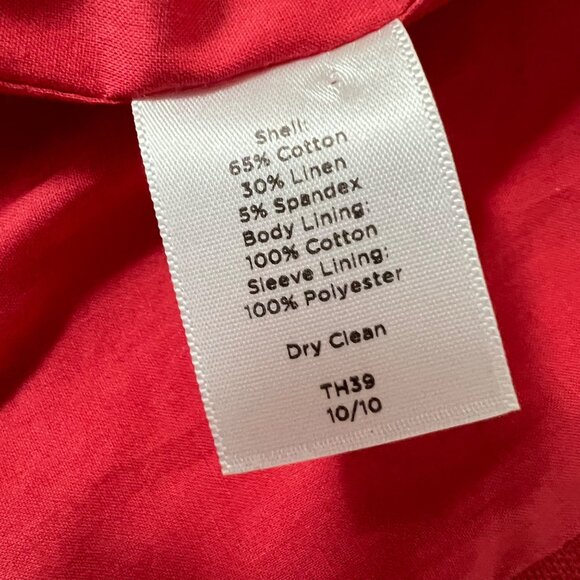 Shell:
65% Cotton
30% Linen
5% Spandex
Body Lining:
100% Cotton
Sleeve Lining:
100% Polyester
Dry Clean
TH39
10/10